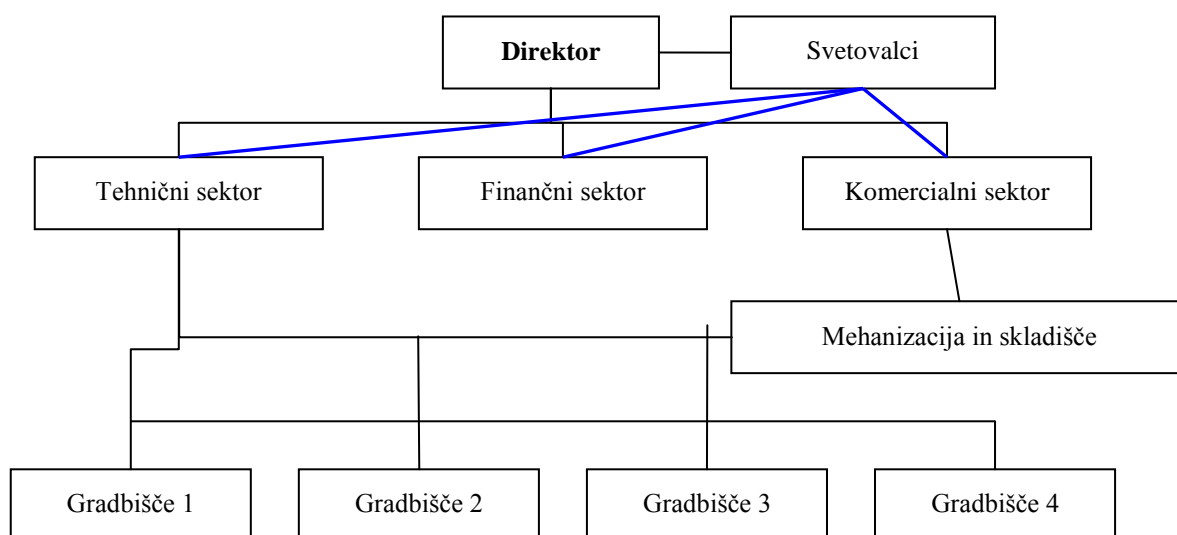 Direktor
Svetovalci
Tehnični sektor
Finančni sektor
Komercialni sektor
Mehanizacija in skladišče
Gradbišče 1
Gradbišče 2
Gradbišče 3
Gradbišče 4